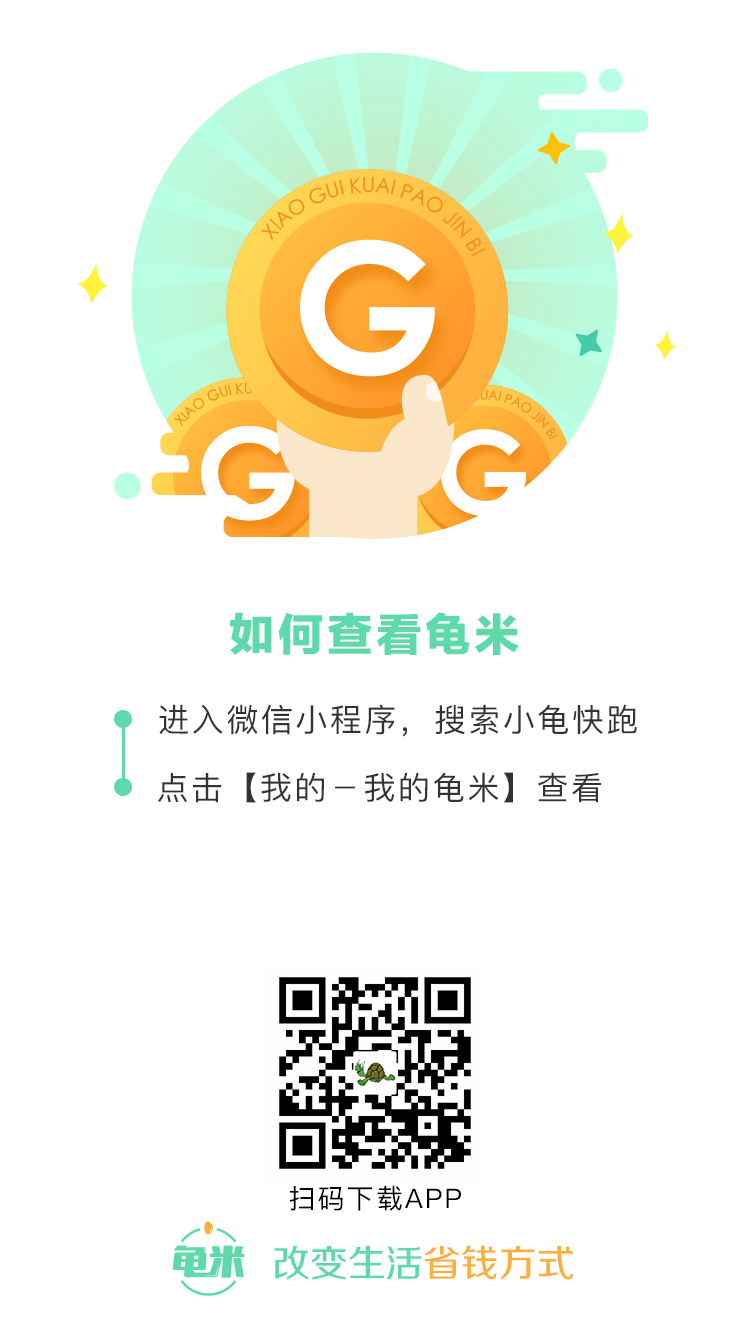 XIAO GUI KUAI PAO JIN BI
G
XIAO GUI KU
G
UAI PAO JIN BI
G
如何查看龟米
进入微信小程序，搜索小龟快跑
点击【我的－我的龟米】查看
扫码下载APP
龟米 改变生活省钱方式